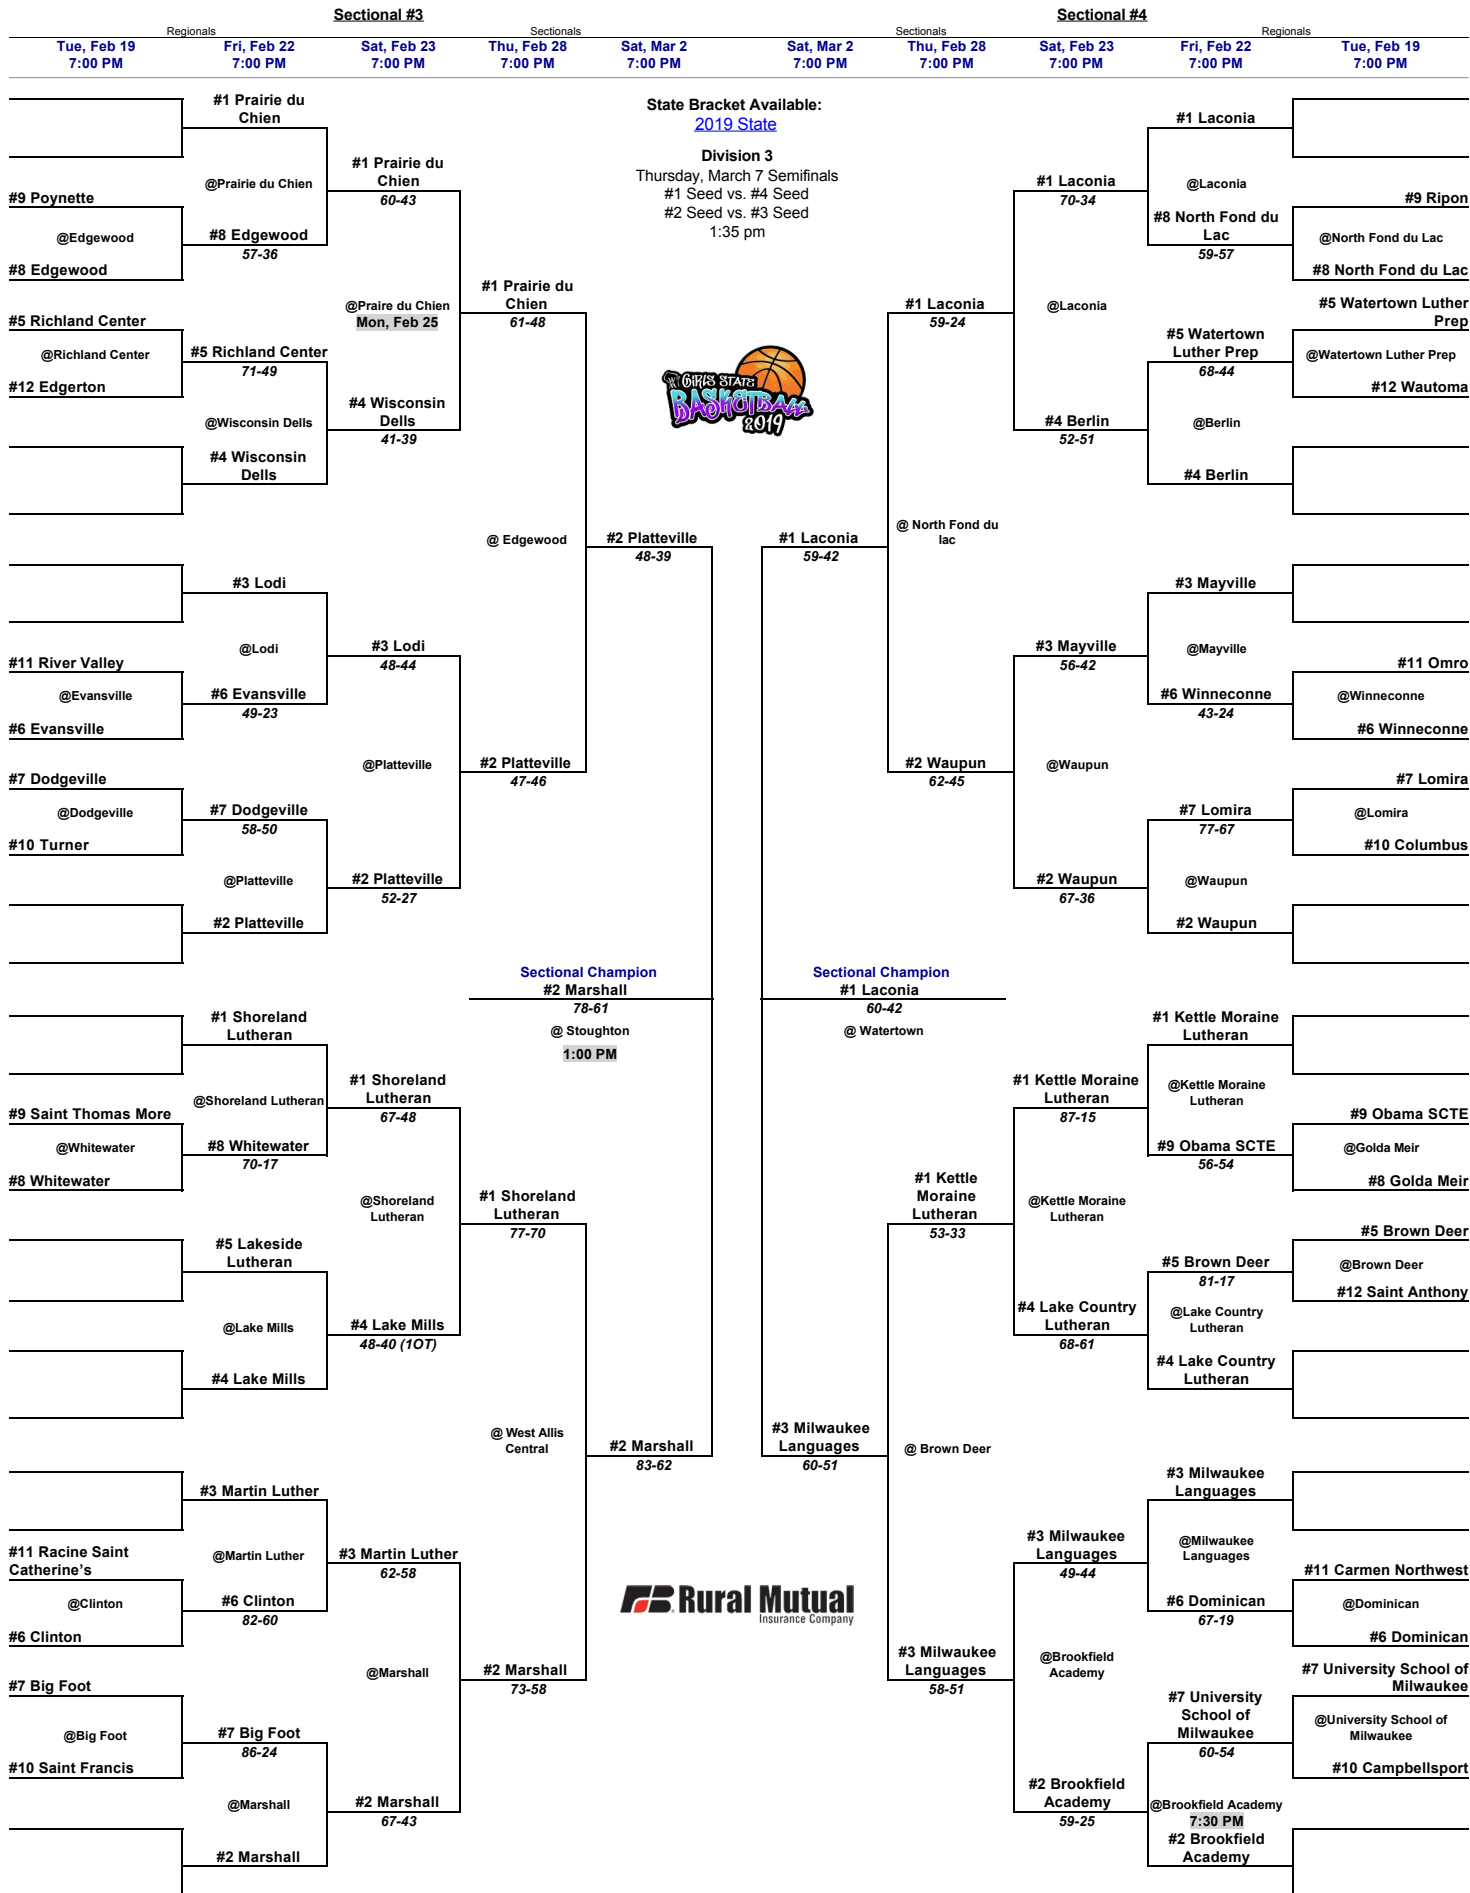 Sectional #3
Sectional #4
Regionals
Sectionals
Sectionals
Regionals
Tue, Feb 19
7:00 PM
Fri, Feb 22
7:00 PM
Sat, Feb 23
7:00 PM
Thu, Feb 28
7:00 PM
Sat, Mar 2
7:00 PM
Sat, Mar 2
7:00 PM
Thu, Feb 28
7:00 PM
Sat, Feb 23
7:00 PM
Fri, Feb 22
7:00 PM
Tue, Feb 19
7:00 PM
State Bracket Available:
2019 State
Division 3
Thursday, March 7 Semifinals
#1 Seed vs. #4 Seed
#2 Seed vs. #3 Seed
1:35 pm
GIRLS STATE
BASKETBALL
2019
#9 Poynette
@Edgewood
#8 Edgewood
#5 Richland Center
@Richland Center
#12 Edgerton
#11 River Valley
@Evansville
#6 Evansville
#7 Dodgeville
@Dodgeville
#10 Turner
#9 Saint Thomas More
@Whitewater
#8 Whitewater
#11 Racine Saint
Catherine's
@Clinton
#6 Clinton
#7 Big Foot
@Big Foot
#10 Saint Francis
#1 Prairie du
Chien
@Prairie du Chien
#8 Edgewood
57-36
#5 Richland Center
71-49
@Wisconsin Dells
#4 Wisconsin
Dells
#3 Lodi
@Lodi
#6 Evansville
49-23
#7 Dodgeville
58-50
@Platteville
#2 Platteville
#1 Shoreland
Lutheran
@Shoreland Lutheran
#8 Whitewater
70-17
#5 Lakeside
Lutheran
@Lake Mills
#4 Lake Mills
#3 Martin Luther
@Martin Luther
#6 Clinton
82-60
#7 Big Foot
86-24
@Marshall
#2 Marshall
#1 Prairie du
Chien
60-43
@Praire du Chien
Mon, Feb 25
#4 Wisconsin
Dells
41-39
#3 Lodi
48-44
@Platteville
#2 Platteville
52-27
#1 Shoreland
Lutheran
67-48
@Shoreland
Lutheran
#4 Lake Mills
48-40 (1OT)
#3 Martin Luther
62-58
@Marshall
#2 Marshall
67-43
#1 Prairie du
Chien
61-48
@ Edgewood
#2 Platteville
47-46
#1 Shoreland
Lutheran
77-70
@ West Allis
Central
#2 Marshall
73-58
#2 Platteville
48-39
Sectional Champion
#2 Marshall
78-61
@ Stoughton
1:00 PM
#2 Marshall
83-62
Rural Mutual
Insurance Company
#1 Laconia
59-42
Sectional Champion
#1 Laconia
60-42
@ Watertown
#3 Milwaukee
Languages
60-51
#1 Laconia
59-24
@ North Fond du
lac
#2 Waupun
62-45
#1 Kettle
Moraine
Lutheran
53-33
@ Brown Deer
#3 Milwaukee
Languages
58-51
#1 Laconia
70-34
@Laconia
#4 Berlin
52-51
#3 Mayville
56-42
@Waupun
#2 Waupun
67-36
#1 Kettle Moraine
Lutheran
87-15
@Kettle Moraine
Lutheran
#4 Lake Country
Lutheran
68-61
#3 Milwaukee
Languages
49-44
@Brookfield
Academy
#2 Brookfield
Academy
59-25
#1 Laconia
@Laconia
#8 North Fond du
Lac
59-57
#5 Watertown
Luther Prep
68-44
@Berlin
#4 Berlin
#3 Mayville
@Mayville
#6 Winneconne
43-24
#7 Lomira
77-67
@Waupun
#2 Waupun
#1 Kettle Moraine
Lutheran
@Kettle Moraine
Lutheran
#9 Obama SCTE
56-54
#5 Brown Deer
81-17
@Lake Country
Lutheran
#4 Lake Country
Lutheran
#3 Milwaukee
Languages
@Milwaukee
Languages
#6 Dominican
67-19
#7 University
School of
Milwaukee
60-54
@Brookfield Academy
7:30 PM
#2 Brookfield
Academy
#9 Ripon
@North Fond du Lac
#8 North Fond du Lac
#5 Watertown Luther
Prep
@Watertown Luther Prep
#12 Wautoma
#11 Omro
@Winneconne
#6 Winneconne
#7 Lomira
@Lomira
#10 Columbus
#9 Obama SCTE
@Golda Meir
#8 Golda Meir
#5 Brown Deer
@Brown Deer
#12 Saint Anthony
#11 Carmen Northwest
@Dominican
#6 Dominican
#7 University School of
Milwaukee
@University School of
Milwaukee
#10 Campbellsport